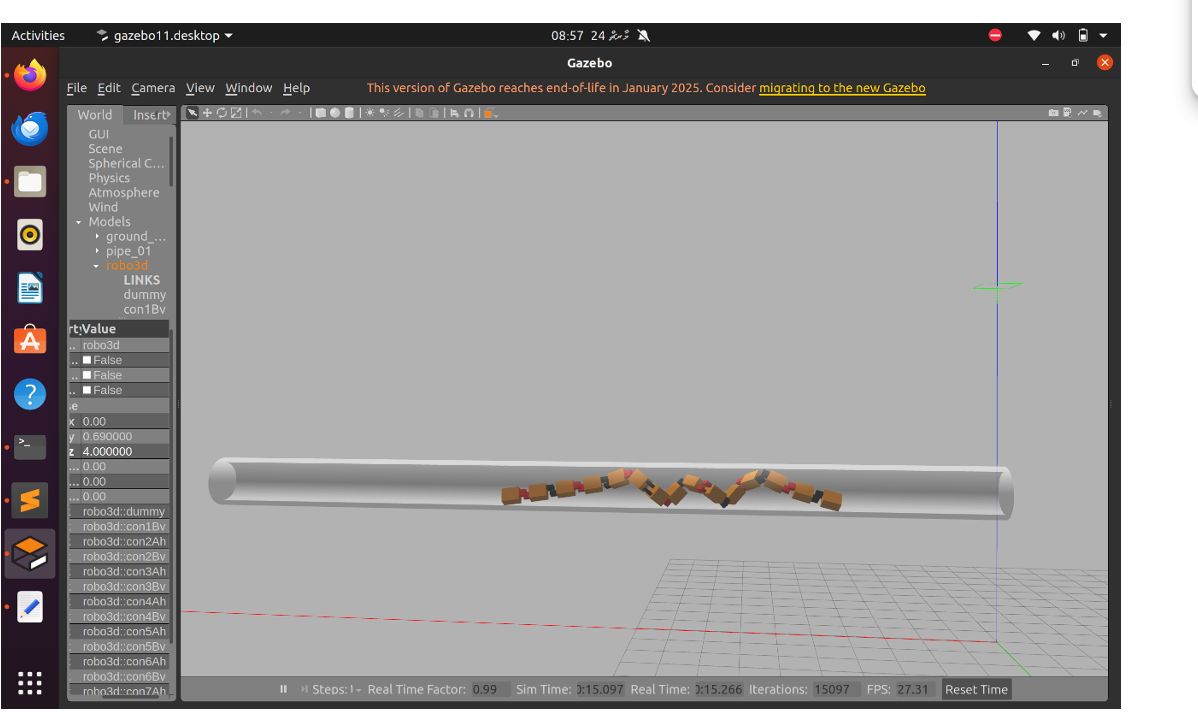 Activities
gazebo11.desktop
08:57 24
Gazebo
File Edit Camera View Window Help
This version of Gazebo reaches end-of-life in January 2025. Consider migrating to the new Gazebo
World Insert
GUI
Scene
Spherical C...
Physics
Atmosphere
Wind
Models
ground_...
pipe_01
robo3d
LINKS
dummy
con1Bv
rty Value
.. robo3d
.. False
.. False
.. False
se
x 0.00
y 0.690000
z 4.000000
... 0.00
... 0.00
... 0.00
robo3d::dummy
robo3d::con1Bv
robo3d::con2Ah
robo3d::con2Bv
robo3d::con3Ah
robo3d::con3Bv
robo3d::con4Ah
robo3d::con4Bv
robo3d::con5Ah
robo3d::con5Bv
robo3d::con6Ah
robo3d::con6Bv
robo3d::con7Ah
Steps: 1 Real Time Factor: 0.99 Sim Time: 0:15.097 Real Time: 0:15.266 Iterations: 15097 FPS: 27.31 Reset Time